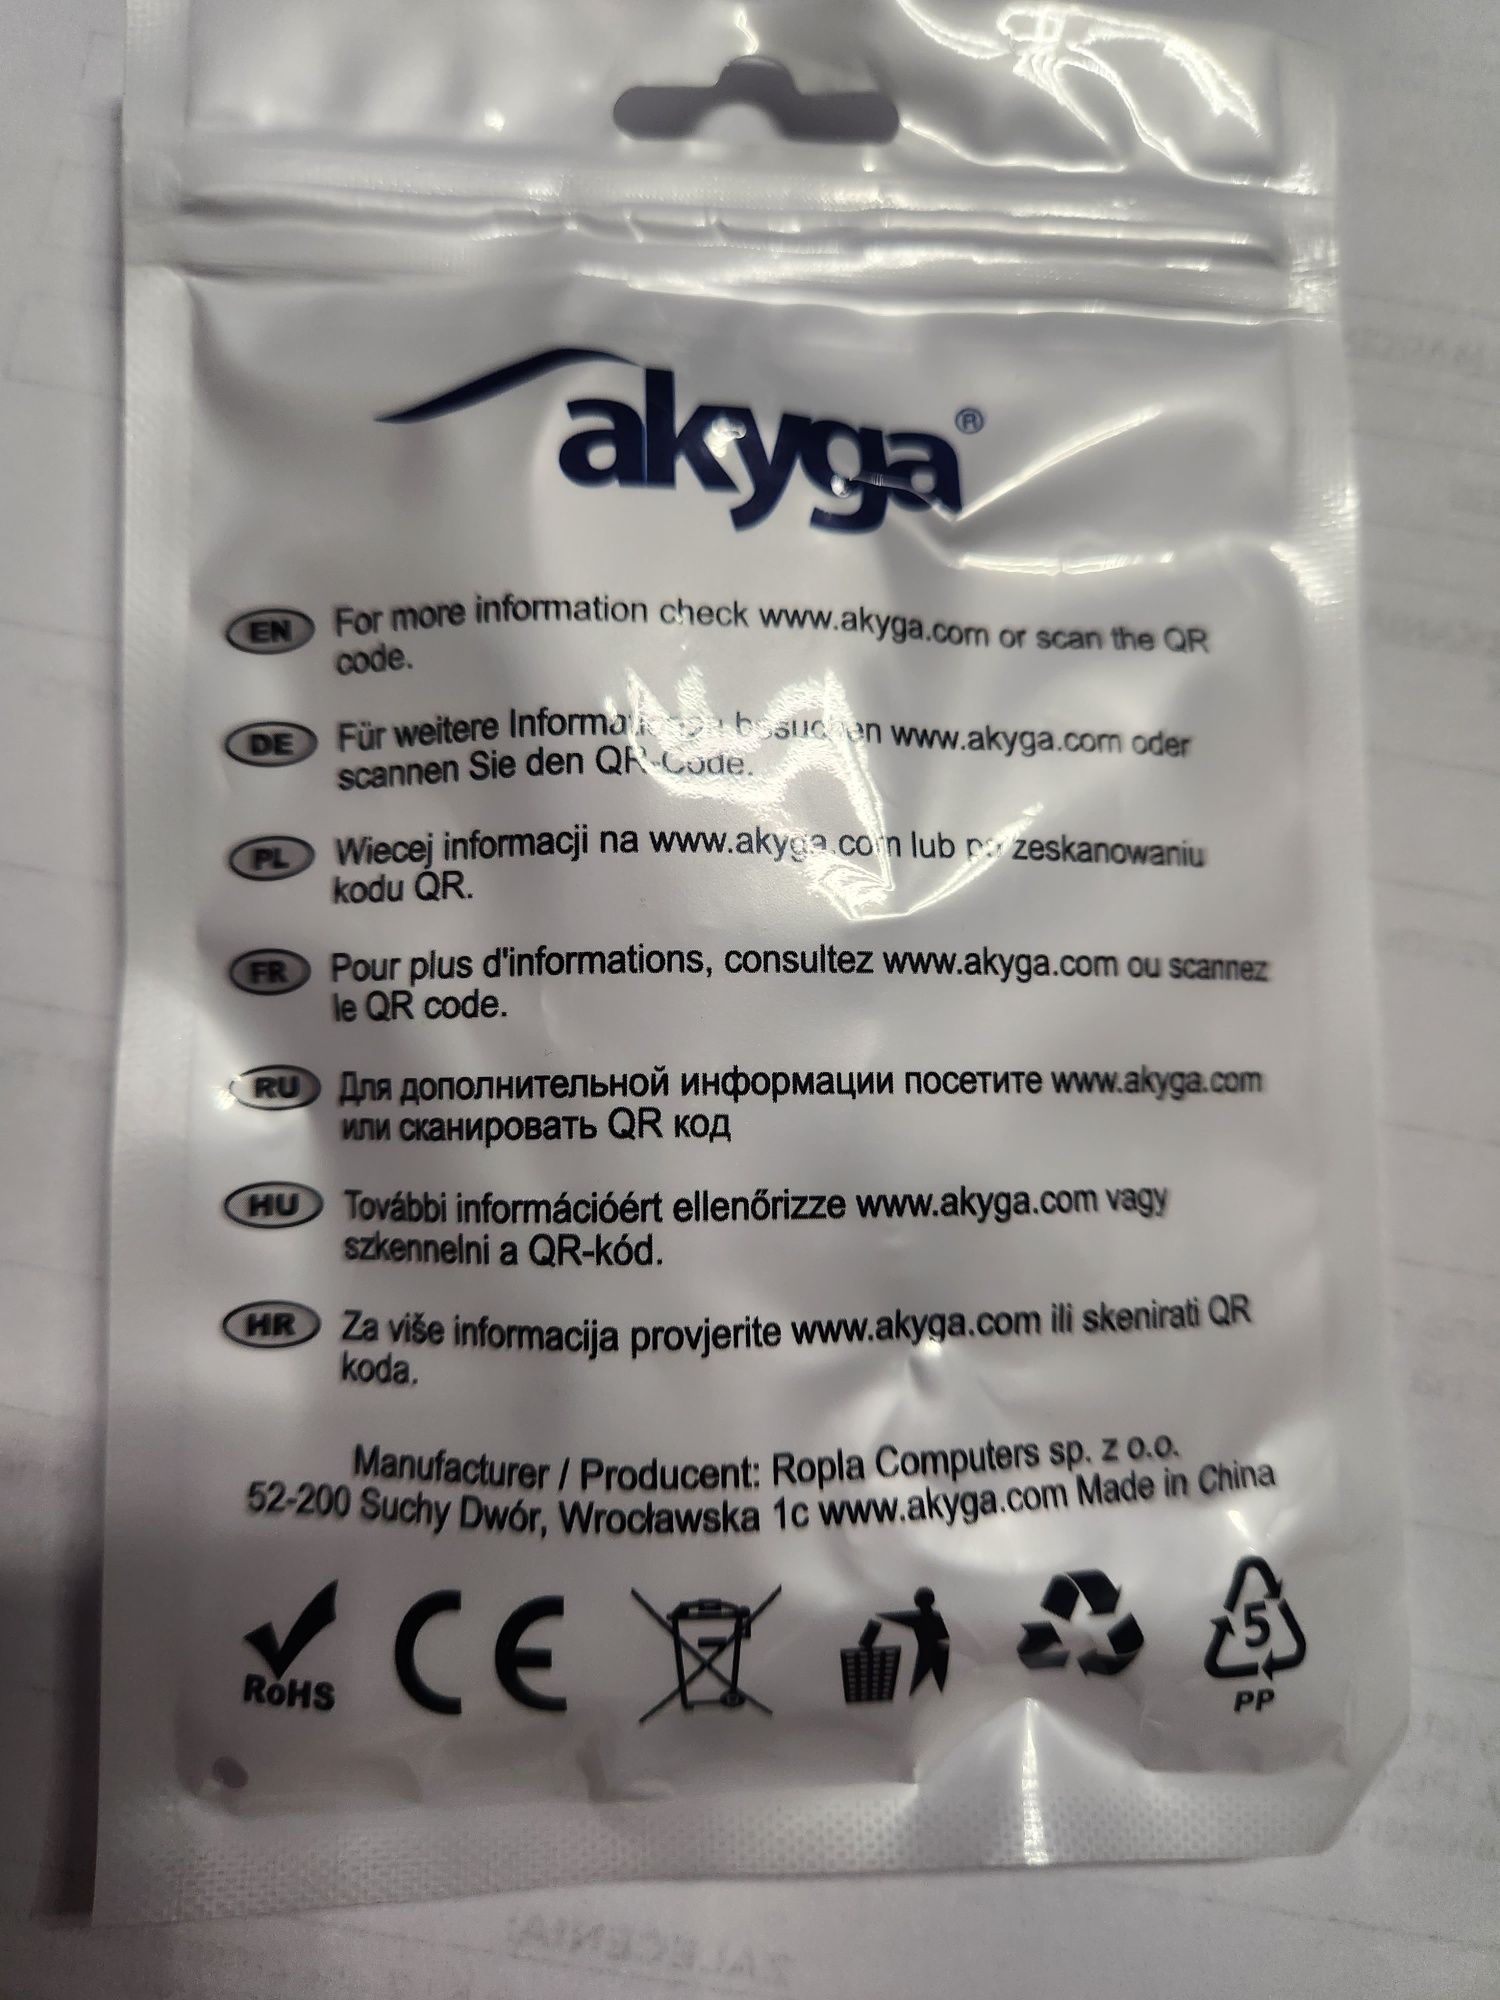 akyga®
EN For more information check www.akyga.com or scan the QR
code.
DE Für weitere Informationen besuchen www.akyga.com oder
scannen Sie den QR-Code.
PL Wiecej informacji na www.akyga.com lub po zeskanowaniu
kodu QR.
FR Pour plus d'informations, consultez www.akyga.com ou scannez
le QR code.
RU Для дополнительной информации посетите www.akyga.com
или сканировать QR код
HU További információért ellenőrizze www.akyga.com vagy
szkennelni a QR-kód.
HR Za više informacija provjerite www.akyga.com ili skenirati QR
koda.
Manufacturer / Producent: Ropla Computers sp. z o.o.
52-200 Suchy Dwór, Wrocławska 1c www.akyga.com Made in China
RoHS CE 5
PP
ZALECENIA: